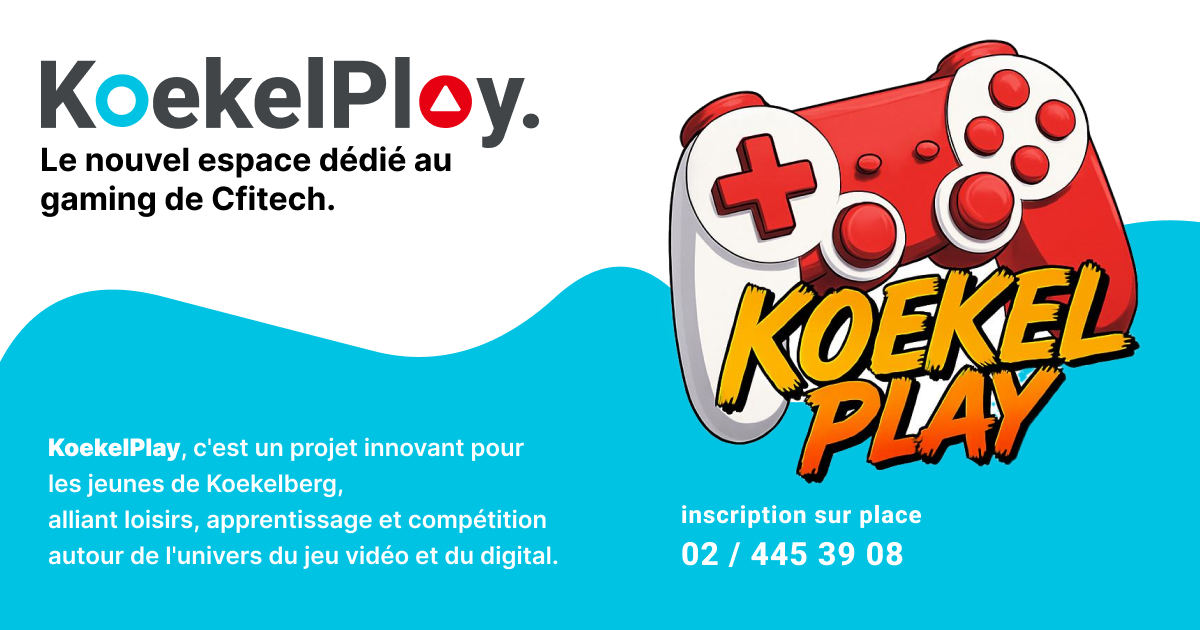 KoekelPlay.
Le nouvel espace dédié au
gaming de Cfitech.
KOEKEL
PLAY
KoekelPlay, c'est un projet innovant pour
les jeunes de Koekelberg,
alliant loisirs, apprentissage et compétition
autour de l'univers du jeu vidéo et du digital.
inscription sur place
02 / 445 39 08